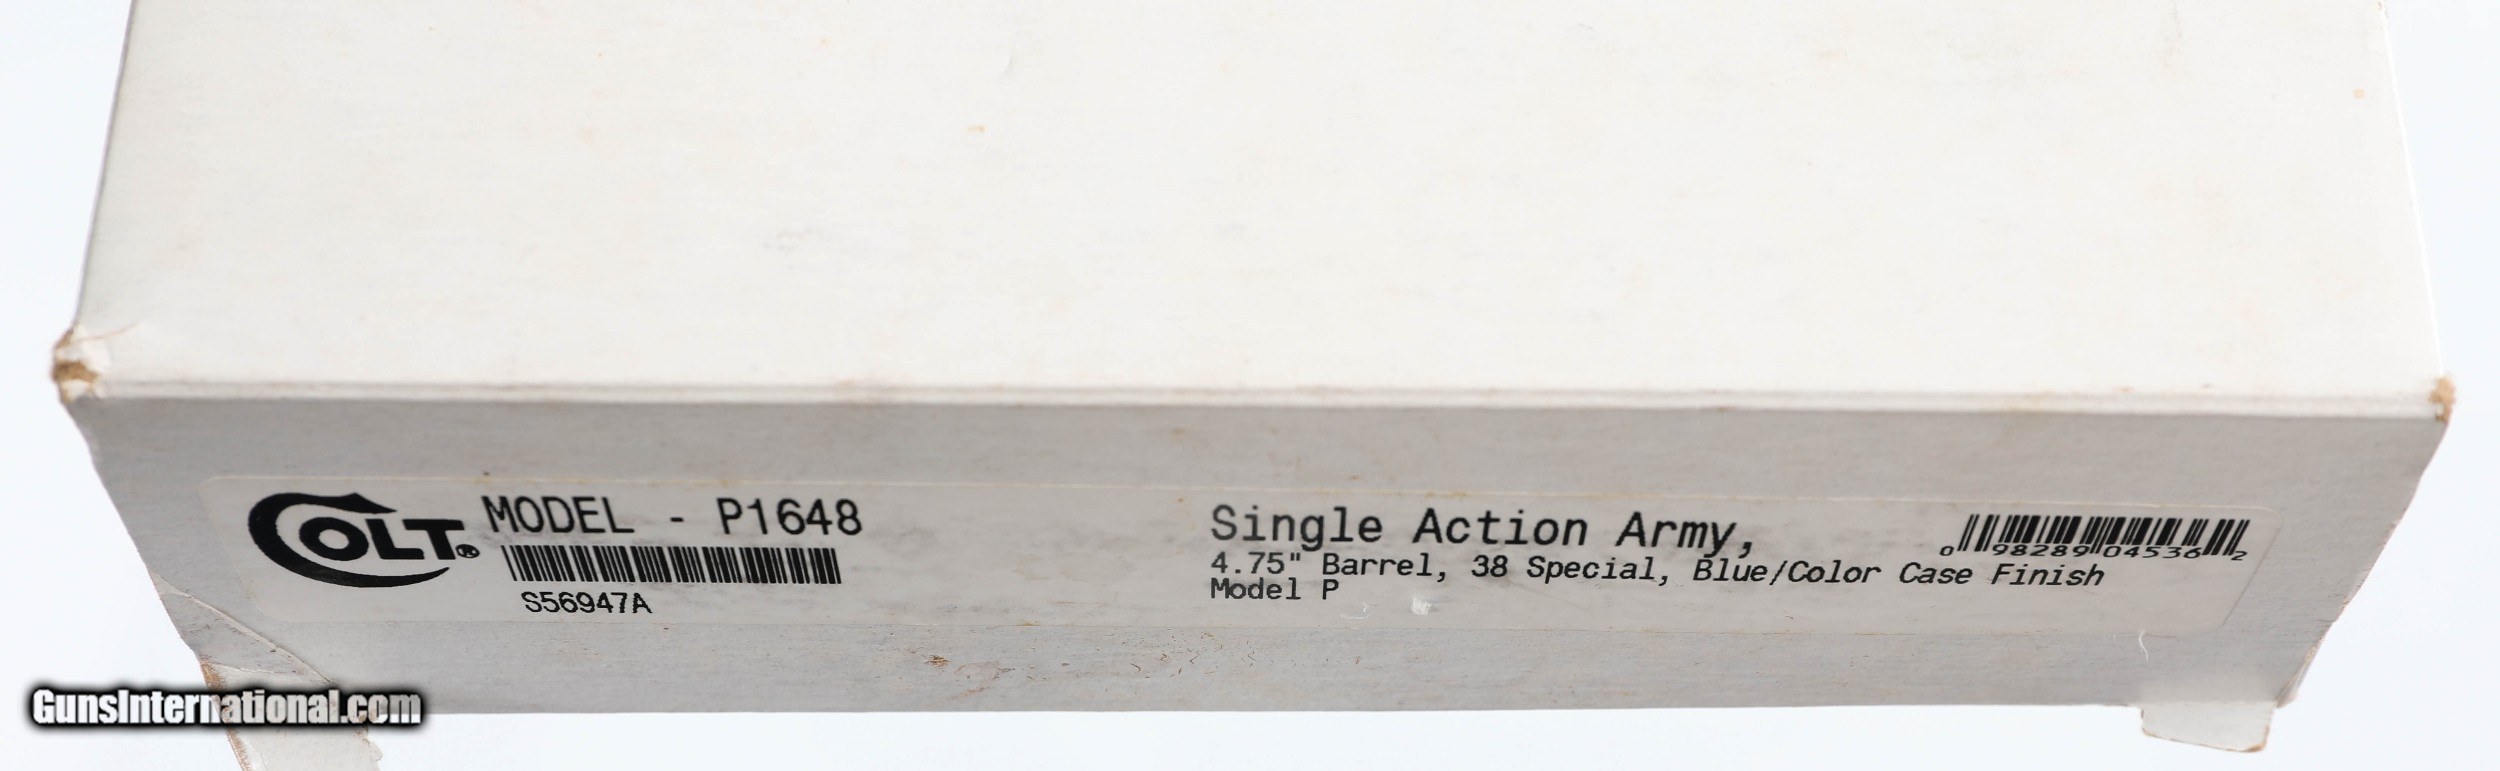 COLT®
MODEL - P1648
S56947A
Single Action Army,
4.75" Barrel, 38 Special, Blue/Color Case Finish
Model P
0 98289 04536 2
GunsInternational.com